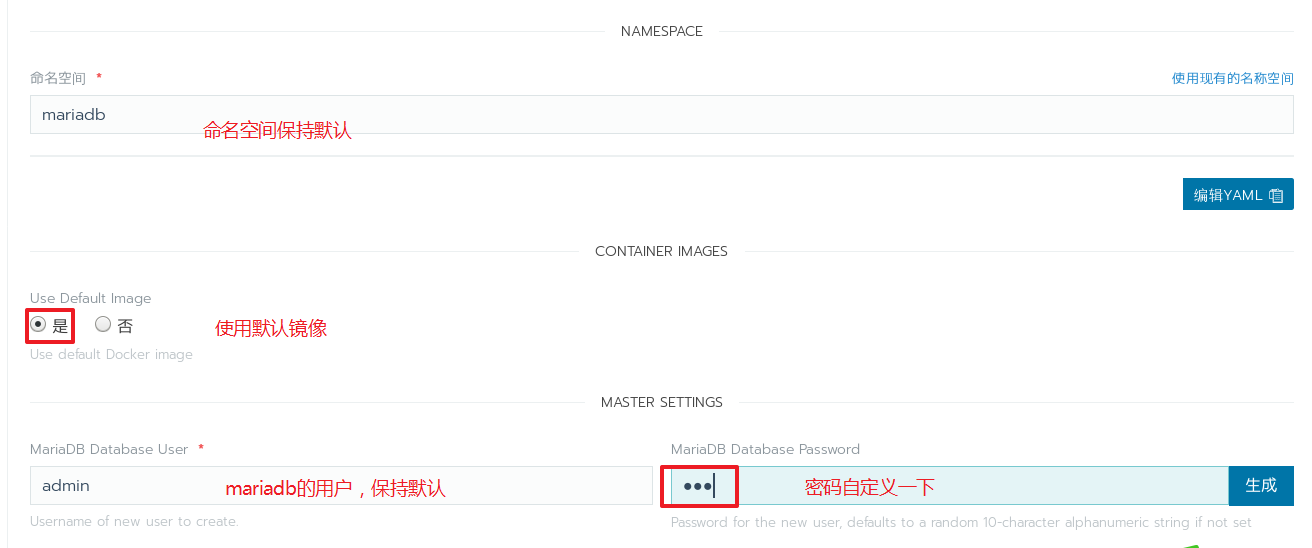 NAMESPACE
命名空间 *
使用现有的名称空间
mariadb
命名空间保持默认
编辑YAML
CONTAINER IMAGES
Use Default Image
是 否
使用默认镜像
Use default Docker image
MASTER SETTINGS
MariaDB Database User *
MariaDB Database Password
admin
mariadb的用户，保持默认
•••
密码自定义一下
生成
Username of new user to create.
Password for the new user, defaults to a random 10-character alphanumeric string if not set